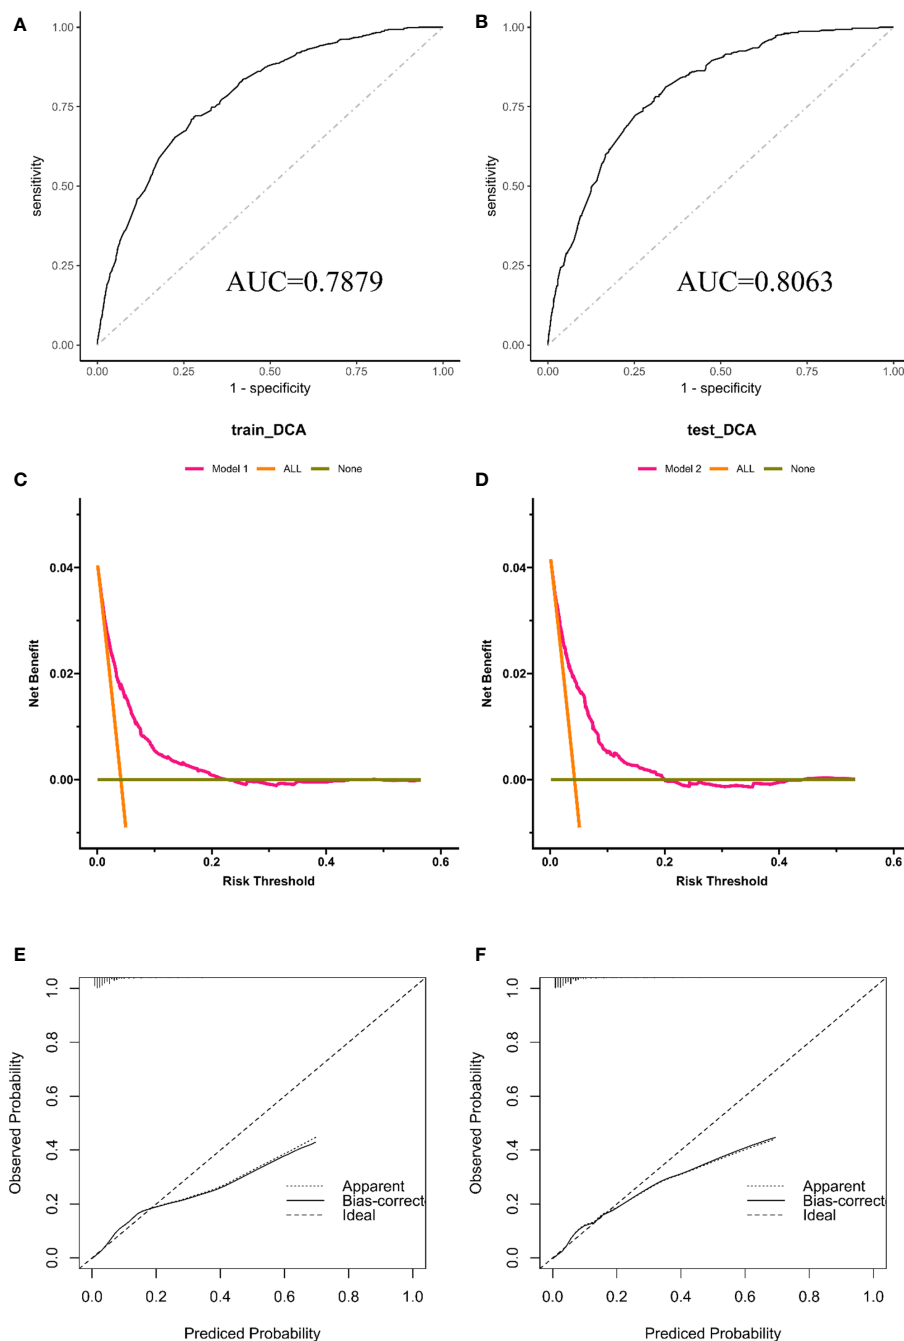 A
1.00
0.75
0.50
0.25
0.00
sensitivity
AUC=0.7879
0.00 0.25 0.50 0.75 1.00
1 - specificity
B
1.00
0.75
0.50
0.25
0.00
sensitivity
AUC=0.8063
0.00 0.25 0.50 0.75 1.00
1 - specificity
train_DCA
Model 1 ALL None
C
0.04
0.02
0.00
Net Benefit
0.0 0.2 0.4 0.6
Risk Threshold
test_DCA
Model 2 ALL None
D
0.04
0.02
0.00
Net Benefit
0.0 0.2 0.4 0.6
Risk Threshold
E
1.0
0.8
0.6
0.4
0.2
0.0
Observed Probability
Apparent
Bias-correcte
Ideal
0.0 0.2 0.4 0.6 0.8 1.0
Prediced Probability
F
1.0
0.8
0.6
0.4
0.2
0.0
Observed Probability
Apparent
Bias-correcte
Ideal
0.0 0.2 0.4 0.6 0.8 1.0
Prediced Probability